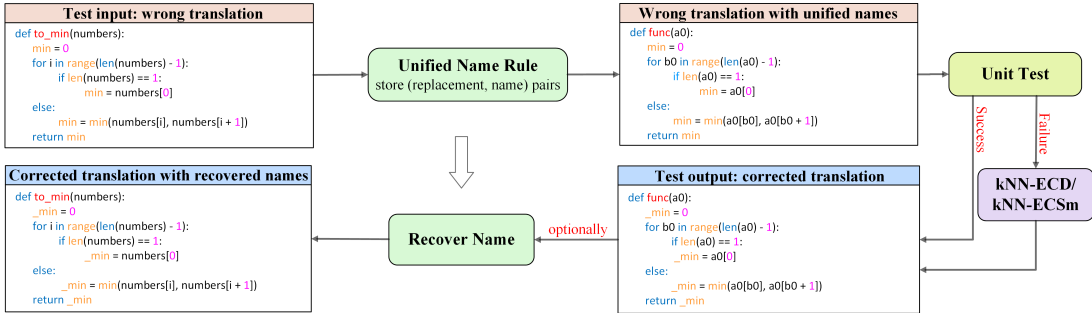 Test input: wrong translation
def to_min(numbers):
min = 0
for i in range(len(numbers) - 1):
if len(numbers) == 1:
min = numbers[0]
else:
min = min(numbers[i], numbers[i + 1])
return min
Unified Name Rule
store (replacement, name) pairs
Wrong translation with unified names
def func(a0):
min = 0
for b0 in range(len(a0) - 1):
if len(a0) == 1:
min = a0[0]
else:
min = min(a0[b0], a0[b0 + 1])
return min
Unit Test
Success
Failure
kNN-ECD/
kNN-ECSm
Test output: corrected translation
def func(a0):
_min = 0
for b0 in range(len(a0) - 1):
if len(a0) == 1:
_min = a0[0]
else:
_min = min(a0[b0], a0[b0 + 1])
return _min
optionally
Recover Name
Corrected translation with recovered names
def to_min(numbers):
_min = 0
for i in range(len(numbers) - 1):
if len(numbers) == 1:
_min = numbers[0]
else:
_min = min(numbers[i], numbers[i + 1])
return _min